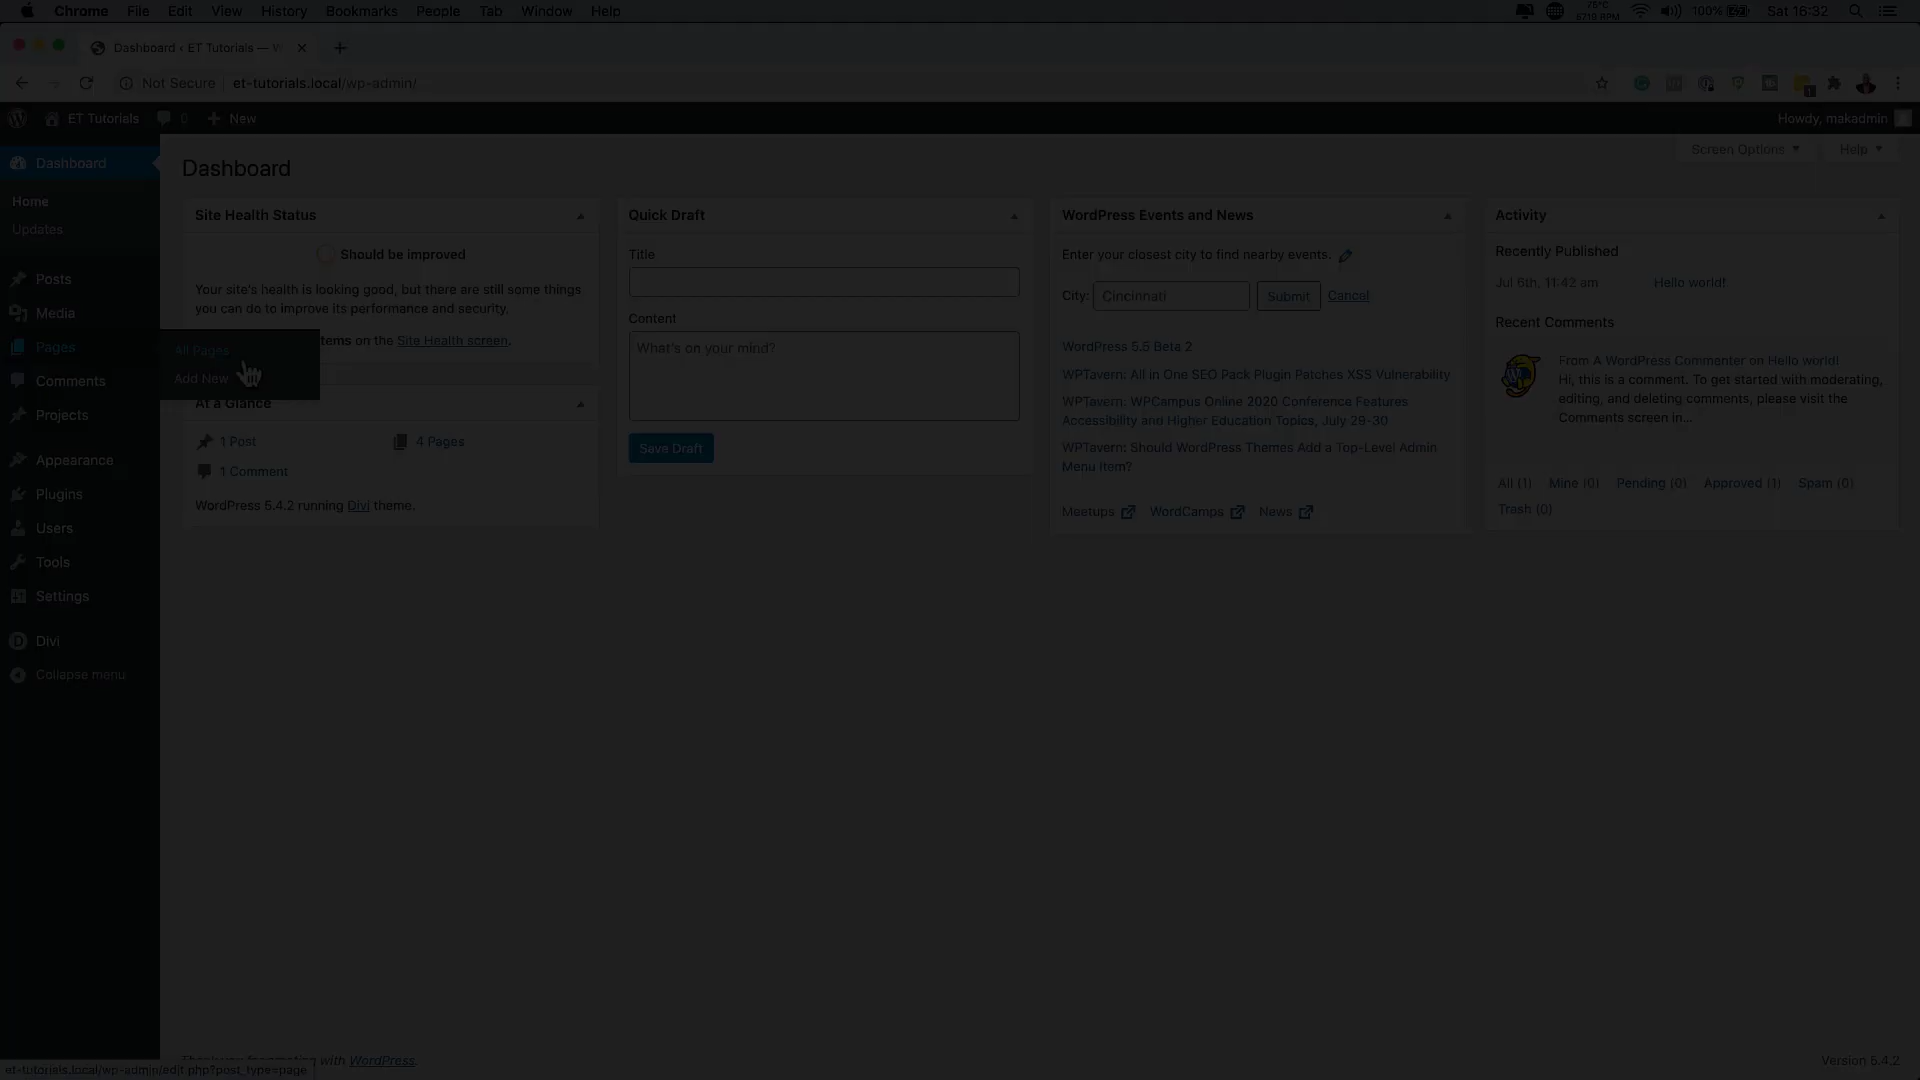 Chrome File Edit View History Bookmarks People Tab Window Help
100% Sat 16:32
Dashboard ‹ ET Tutorials —
Not Secure et-tutorials.local/wp-admin/
ET Tutorials New
Howdy, makadmin
Dashboard
Home
Updates
Posts
Media
Pages
All Pages
Add New
Comments
Projects
Appearance
Plugins
Users
Tools
Settings
Divi
Collapse menu
Dashboard
Screen Options Help
Site Health Status
Should be improved
Your site's health is looking good, but there are still some things
you can do to improve its performance and security.
on the Site Health screen.
At a Glance
1 Post 4 Pages
1 Comment
WordPress 5.4.2 running Divi theme.
Quick Draft
Title
Content
What's on your mind?
Save Draft
WordPress Events and News
Enter your closest city to find nearby events.
City: Cincinnati Submit Cancel
WordPress 5.5 Beta 2
WPTavern: All in One SEO Pack Plugin Patches XSS Vulnerability
WPTavern: WPCampus Online 2020 Conference Features
Accessibility and Higher Education Topics, July 29-30
WPTavern: Should WordPress Themes Add a Top-Level Admin
Menu Item?
Meetups WordCamps News
Activity
Recently Published
Jul 6th, 11:42 am Hello world!
Recent Comments
From A WordPress Commenter on Hello world!
Hi, this is a comment. To get started with moderating,
editing, and deleting comments, please visit the
Comments screen in...
All (1) Mine (0) Pending (0) Approved (1) Spam (0)
Trash (0)
with WordPress.
Version 5.4.2
et-tutorials.local/wp-admin/edit.php?post_type=page